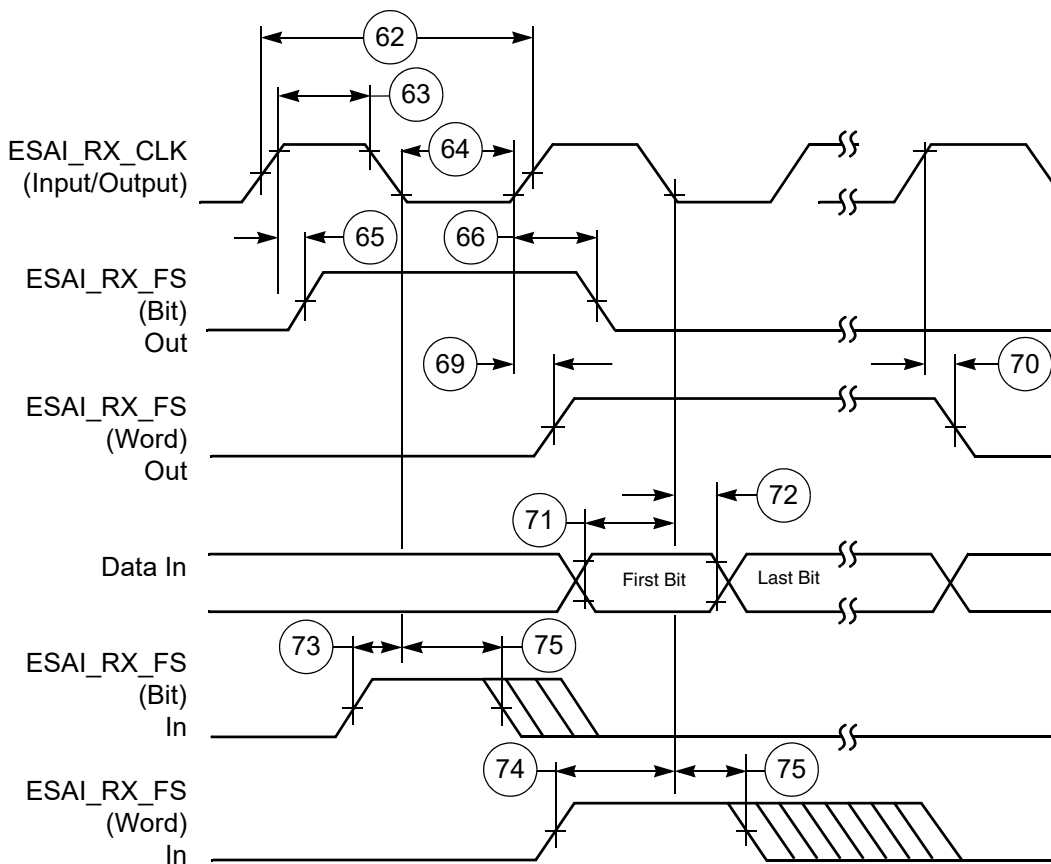 62
63
ESAI_RX_CLK
(Input/Output)
64
65
66
ESAI_RX_FS
(Bit)
Out
69
70
ESAI_RX_FS
(Word)
Out
71
72
Data In
First Bit
Last Bit
73
75
ESAI_RX_FS
(Bit)
In
74
75
ESAI_RX_FS
(Word)
In